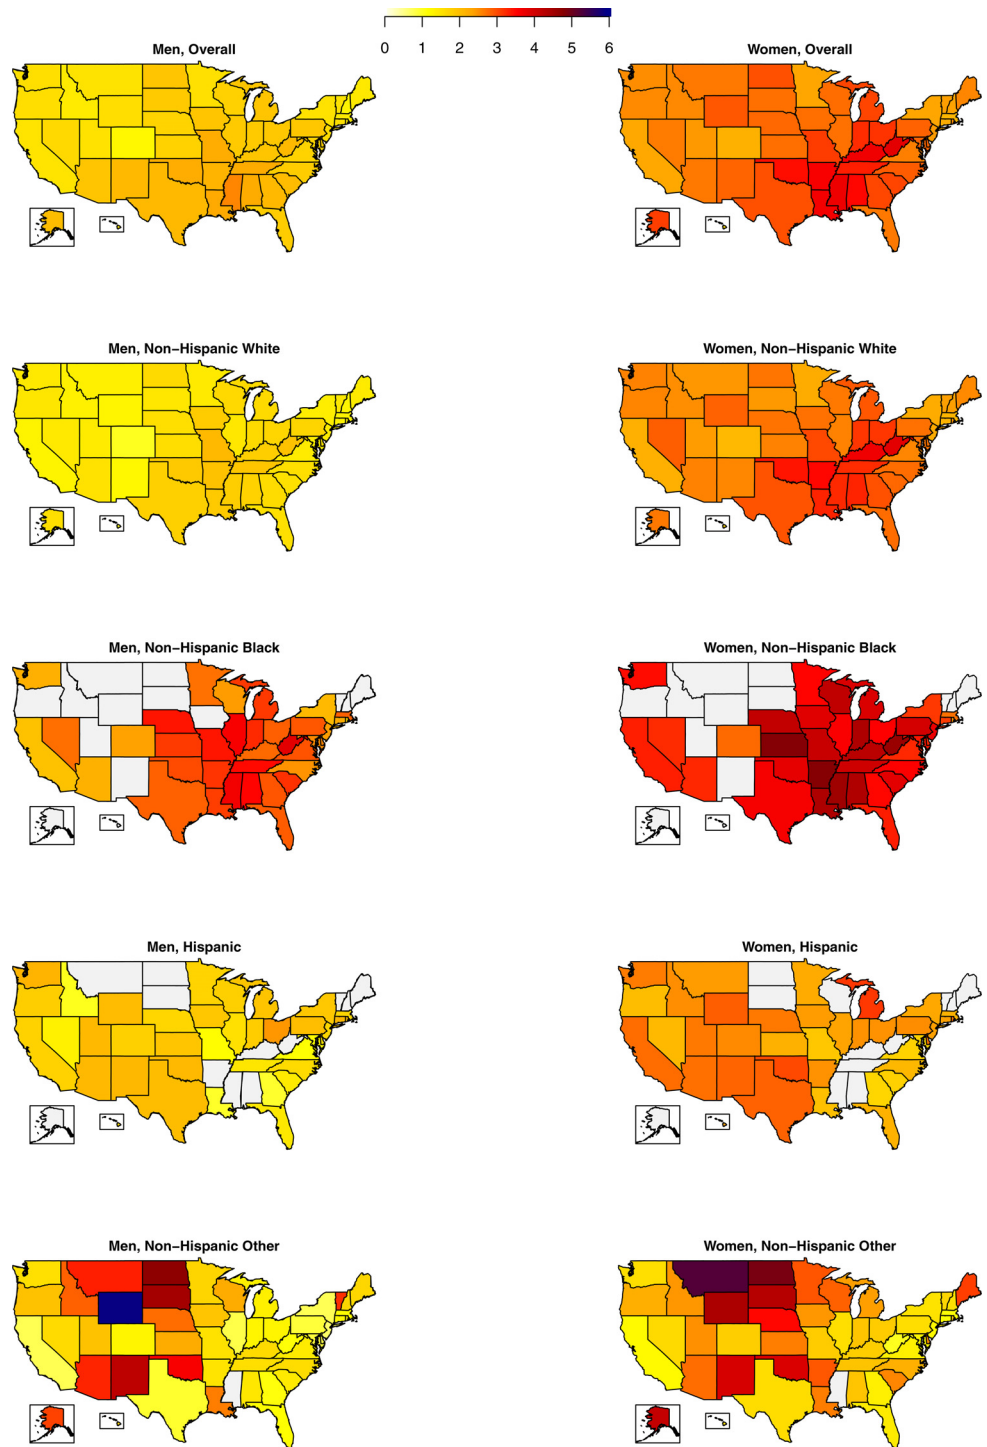 0 1 2 3 4 5 6
Men, Overall
Women, Overall
Men, Non−Hispanic White
Women, Non−Hispanic White
Men, Non−Hispanic Black
Women, Non−Hispanic Black
Men, Hispanic
Women, Hispanic
Men, Non−Hispanic Other
Women, Non−Hispanic Other